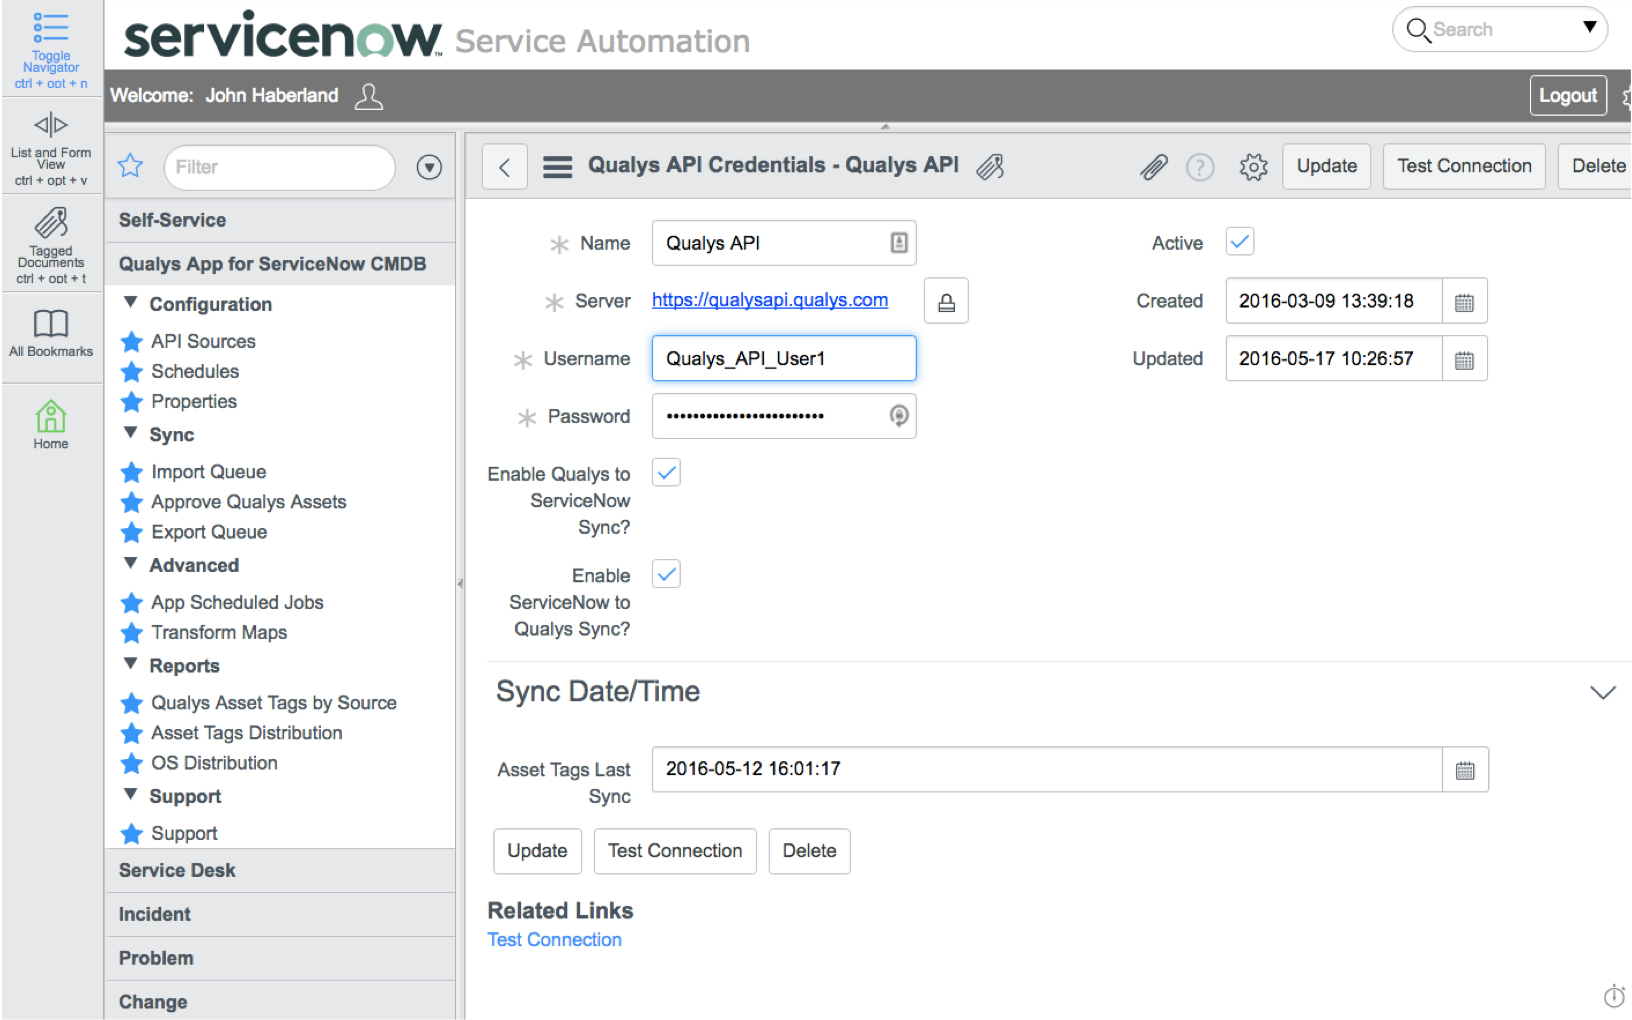 Toggle
Navigator
ctrl + opt + n
List and Form
View
ctrl + opt + v
Tagged
Documents
ctrl + opt + t
All Bookmarks
Home
servicenow™ Service Automation
Search
Welcome: John Haberland
Logout
Filter
Self-Service
Qualys App for ServiceNow CMDB
Configuration
API Sources
Schedules
Properties
Sync
Import Queue
Approve Qualys Assets
Export Queue
Advanced
App Scheduled Jobs
Transform Maps
Reports
Qualys Asset Tags by Source
Asset Tags Distribution
OS Distribution
Support
Support
Service Desk
Incident
Problem
Change
Qualys API Credentials - Qualys API
? Update Test Connection Delete
Name Qualys API
Server https://qualysapi.qualys.com
Username Qualys_API_User1
Password ••••••••••••••••••••••••
Enable Qualys to
ServiceNow
Sync?
Enable
ServiceNow to
Qualys Sync?
Active
Created 2016-03-09 13:39:18
Updated 2016-05-17 10:26:57
Sync Date/Time
Asset Tags Last
Sync
2016-05-12 16:01:17
Update Test Connection Delete
Related Links
Test Connection